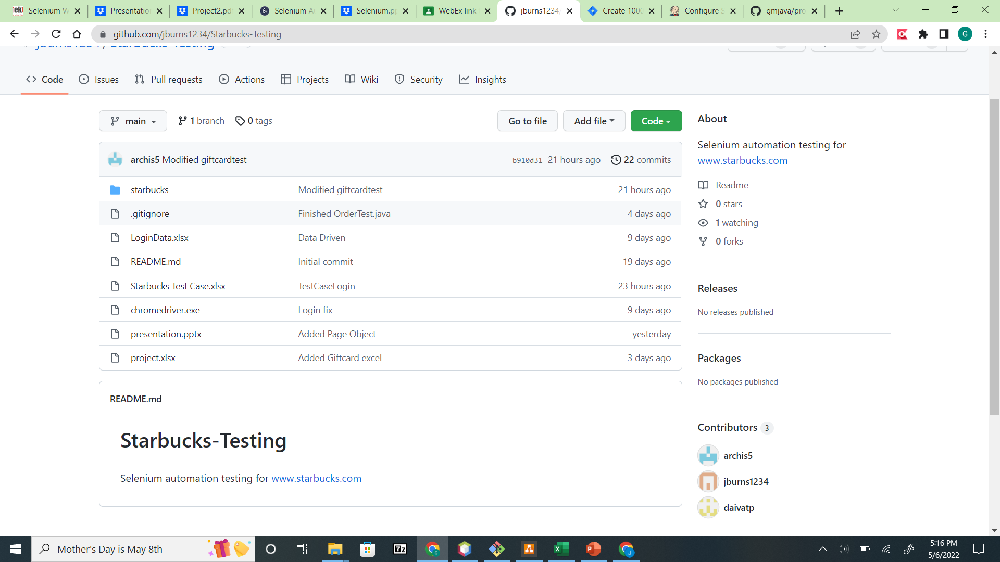 Selenium W
Presentation
Project2.pd
Selenium A
Selenium.p
WebEx link
jburns1234/
Create 1000
Configure S
gmjava/pro
github.com/jburns1234/Starbucks-Testing
G
Code
Issues
Pull requests
Actions
Projects
Wiki
Security
Insights
main
1 branch
0 tags
Go to file
Add file
Code
archis5 Modified giftcardtest
b910d31 21 hours ago
22 commits
starbucks Modified giftcardtest 21 hours ago
.gitignore Finished OrderTest.java 4 days ago
LoginData.xlsx Data Driven 9 days ago
README.md Initial commit 19 days ago
Starbucks Test Case.xlsx TestCaseLogin 23 hours ago
chromedriver.exe Login fix 9 days ago
presentation.pptx Added Page Object yesterday
project.xlsx Added Giftcard excel 3 days ago
README.md
Starbucks-Testing
Selenium automation testing for www.starbucks.com
About
Selenium automation testing for
www.starbucks.com
Readme
0 stars
1 watching
0 forks
Releases
No releases published
Packages
No packages published
Contributors 3
archis5
jburns1234
daivatp
Mother's Day is May 8th
5:16 PM
5/6/2022